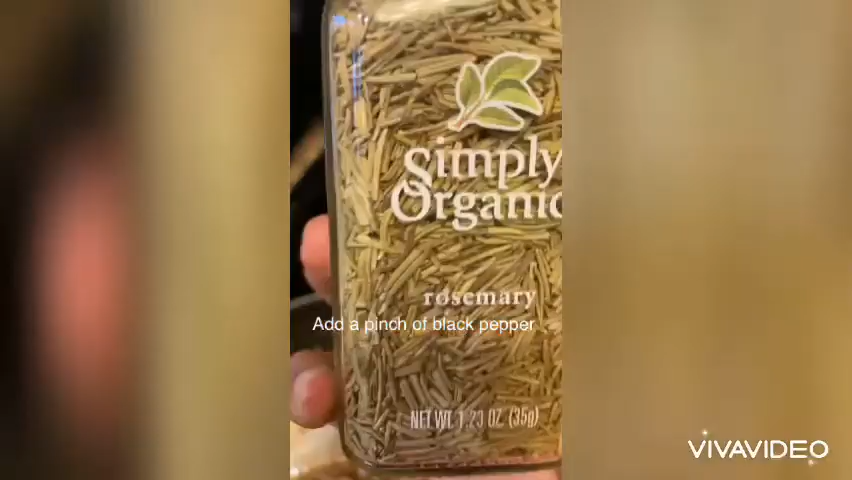 Simply
Organic
rosemary
Add a pinch of black pepper
NET WT. 1.23 OZ. (35g)
VIVAVIDEO